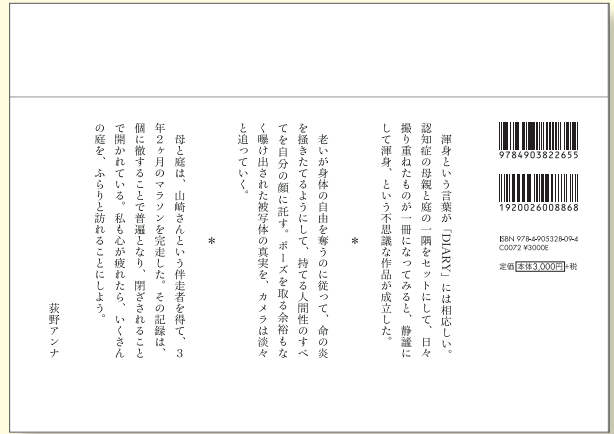 渾身という言葉が「DIARY」には相応しい。
認知症の母親と庭の一隅をセットにして、日々
撮り重ねたものが一冊になってみると、静謐に
して渾身、という不思議な作品が成立した。
*
老いが身体の自由を奪うのに従って、命の炎
を掻きたてるようにして、持てる人間性のすべ
てを自分の顔に託す。ポーズを取る余裕もな
く曝け出された被写体の真実を、カメラは淡々
と追っていく。
*
母と庭は、山崎さんという伴走者を得て、3
年2ヶ月のマラソンを完走した。その記録は、
個に徹することで普遍となり、閉ざされること
で開かれている。私も心が疲れたら、いくさん
の庭を、ふらりと訪れることにしよう。
荻野アンナ
9784903822655
1920026008868
ISBN 978-4-905328-09-4
C0072 ¥3000E
定価 本体3,000円+税